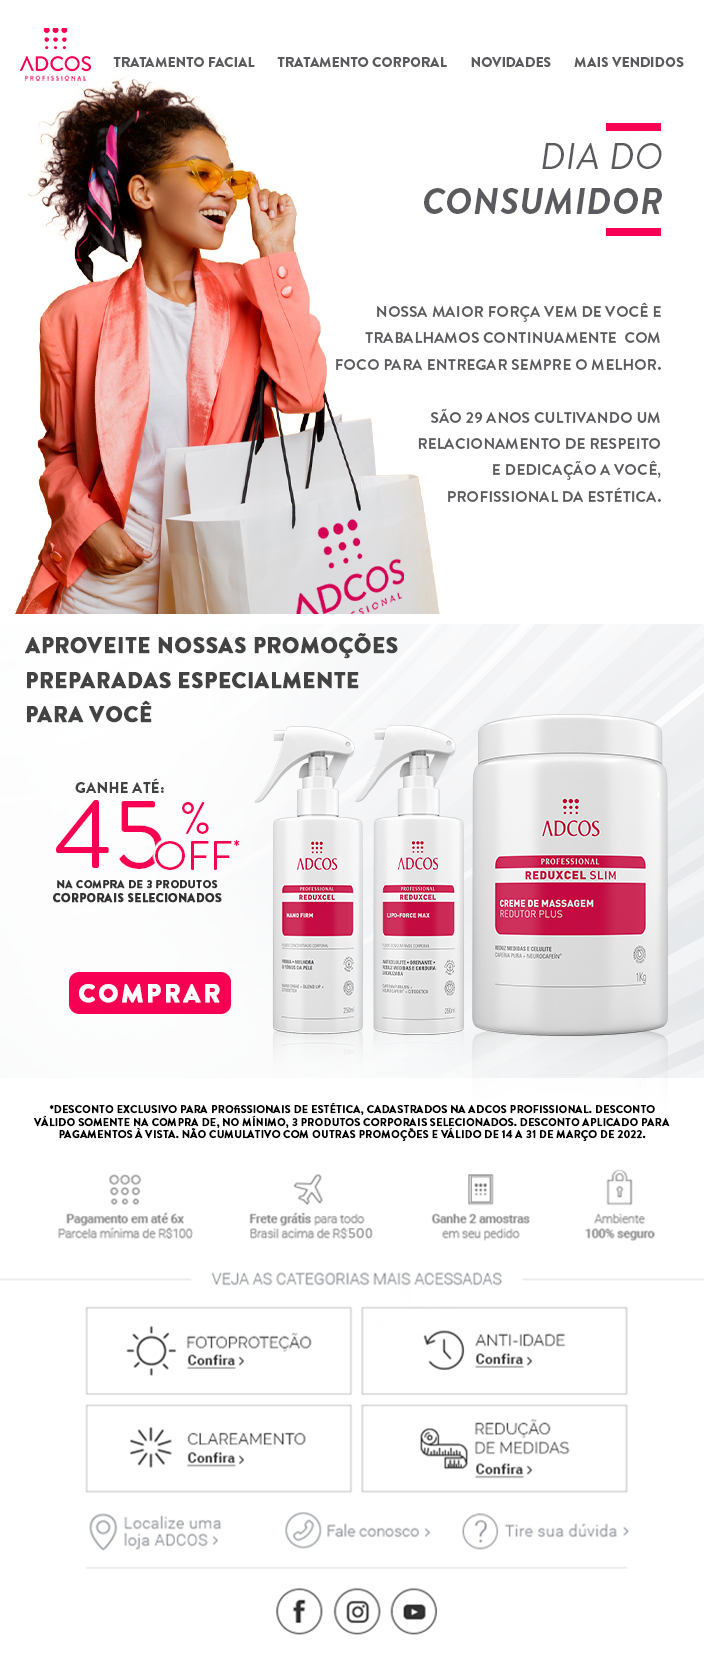 ADCOS
PROFISSIONAL
TRATAMENTO FACIAL
TRATAMENTO CORPORAL
NOVIDADES
MAIS VENDIDOS
DIA DO
CONSUMIDOR
NOSSA MAIOR FORÇA VEM DE VOCÊ E
TRABALHAMOS CONTINUAMENTE COM
FOCO PARA ENTREGAR SEMPRE O MELHOR.
SÃO 29 ANOS CULTIVANDO UM
RELACIONAMENTO DE RESPEITO
E DEDICAÇÃO A VOCÊ,
PROFISSIONAL DA ESTÉTICA.
ADCOS
SSIONAL
APROVEITE NOSSAS PROMOÇÕES
PREPARADAS ESPECIALMENTE
PARA VOCÊ
GANHE ATÉ:
45%
OFF*
NA COMPRA DE 3 PRODUTOS
CORPORAIS SELECIONADOS
COMPRAR
ADCOS
PROFESSIONAL
REDUXCEL
NANO FIRM
250ml
ADCOS
PROFESSIONAL
REDUXCEL
LIPO-FORCE MAX
250ml
ADCOS
PROFESSIONAL
REDUXCEL SLIM
CREME DE MASSAGEM
REDUTOR PLUS
REDUZ MEDIDAS E CELULITE
CAFEÍNA PURA + NEUROCAFEIN®
1Kg
*DESCONTO EXCLUSIVO PARA PROfiSSIONAIS DE ESTÉTICA, CADASTRADOS NA ADCOS PROFISSIONAL. DESCONTO
VÁLIDO SOMENTE NA COMPRA DE, NO MÍNIMO, 3 PRODUTOS CORPORAIS SELECIONADOS. DESCONTO APLICADO PARA
PAGAMENTOS À VISTA. NÃO CUMULATIVO COM OUTRAS PROMOÇÕES E VÁLIDO DE 14 A 31 DE MARÇO DE 2022.
Pagamento em até 6x
Parcela mínima de R$100
Frete grátis para todo
Brasil acima de R$500
Ganhe 2 amostras
em seu pedido
Ambiente
100% seguro
VEJA AS CATEGORIAS MAIS ACESSADAS
FOTOPROTEÇÃO
Confira >
ANTI-IDADE
Confira >
CLAREAMENTO
Confira >
REDUÇÃO
DE MEDIDAS
Confira >
Localize uma
loja ADCOS >
Fale conosco >
Tire sua dúvida >